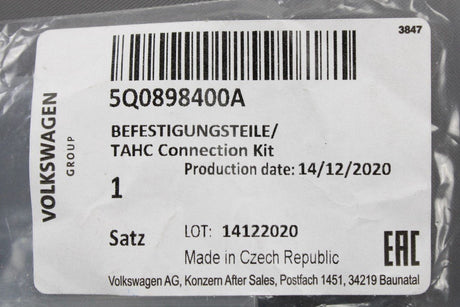 3847
VOLKSWAGEN
GROUP
5Q0898400A
BEFESTIGUNGSTEILE/
TAHC Connection Kit
Production date: 14/12/2020
1
Satz
LOT: 14122020
Made in Czech Republic
EAC
Volkswagen AG, Konzern After Sales, Postfach 1451, 34219 Baunatal